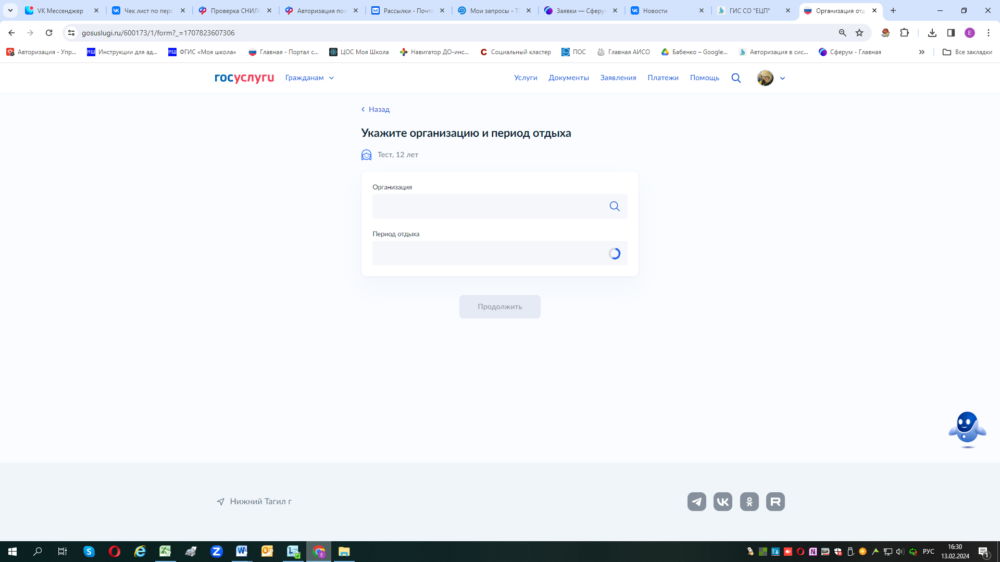 VK Мессенджер
Чек лист по перс
Проверка СНИЛС
Авторизация пол
Рассылки - Почта
Мои запросы - Т
Заявки — Сферу
Новости
ГИС СО "ЕЦП"
Организация отд
gosuslugi.ru/600173/1/form?_=1707823607306
E
Авторизация - Упр...
МШ Инструкции для ад...
МШ ФГИС «Моя школа»
Главная - Портал с...
ЦОС Моя Школа
Навигатор ДО-инс...
Социальный кластер
ПОС
Главная АИСО
Бабенко – Google...
Авторизация в сис...
Сферум - Главная
Все закладки
госуслуги
Гражданам
Услуги
Документы
Заявления
Платежи
Помощь
Назад
Укажите организацию и период отдыха
Тест, 12 лет
Организация
Период отдыха
Продолжить
Нижний Тагил г
РУС
16:30
13.02.2024
1